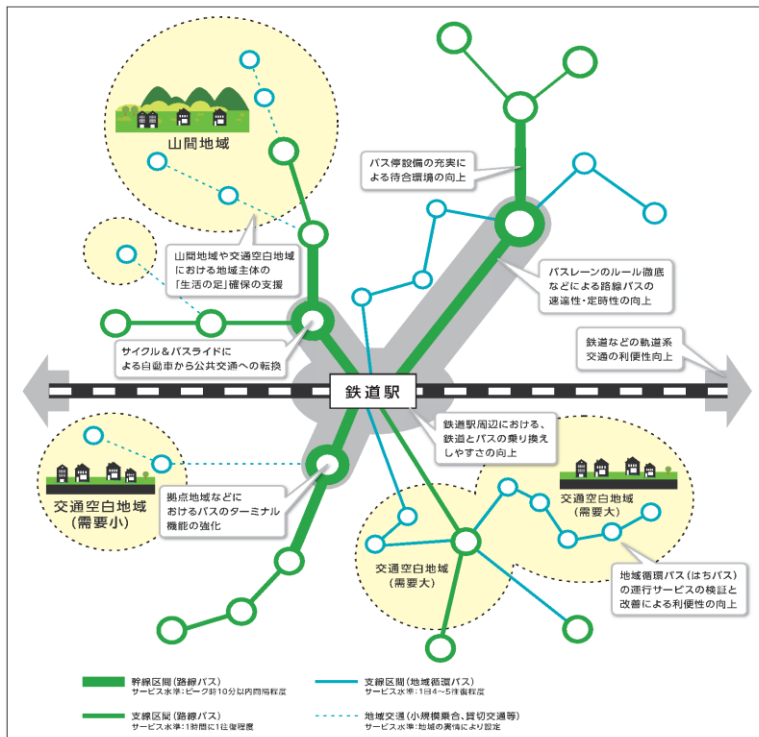 山間地域
バス停設備の充実に
よる待合環境の向上
山間地域や交通空白地域
における地域主体の
「生活の足」確保の支援
バスレーンのルール徹底
などによる路線バスの
速達性・定時性の向上
サイクル&バスライドに
よる自動車から公共交通への転換
鉄道などの軌道系
交通の利便性向上
鉄道駅
鉄道駅周辺における、
鉄道とバスの乗り換え
しやすさの向上
交通空白地域
(需要小)
拠点地域などに
おけるバスのターミナル
機能の強化
交通空白地域
(需要大)
交通空白地域
(需要大)
地域循環バス(はちバス)
の運行サービスの検証と
改善による利便性の向上
幹線区間(路線バス)
サービス水準:ピーク時10分以内間隔程度
支線区間(地域循環バス)
サービス水準:1日4~5往復程度
支線区間(路線バス)
サービス水準:1時間に1往復程度
地域交通(小規模乗合、貸切交通等)
サービス水準:地域の実情により設定